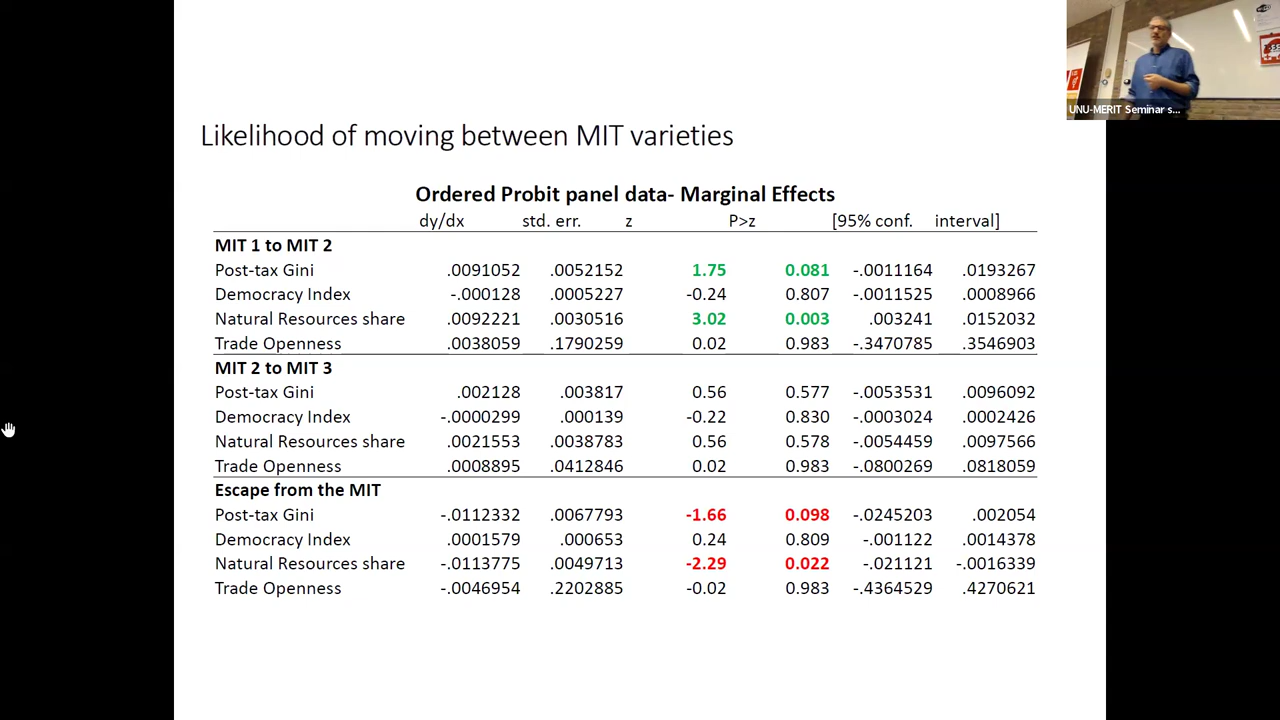 UNU-MERIT Seminar s...
Likelihood of moving between MIT varieties
Ordered Probit panel data- Marginal Effects
dy/dx std. err. z P>z [95% conf. interval]
MIT 1 to MIT 2
Post-tax Gini .0091052 .0052152 1.75 0.081 -.0011164 .0193267
Democracy Index -.000128 .0005227 -0.24 0.807 -.0011525 .0008966
Natural Resources share .0092221 .0030516 3.02 0.003 .003241 .0152032
Trade Openness .0038059 .1790259 0.02 0.983 -.3470785 .3546903
MIT 2 to MIT 3
Post-tax Gini .002128 .003817 0.56 0.577 -.0053531 .0096092
Democracy Index -.0000299 .000139 -0.22 0.830 -.0003024 .0002426
Natural Resources share .0021553 .0038783 0.56 0.578 -.0054459 .0097566
Trade Openness .0008895 .0412846 0.02 0.983 -.0800269 .0818059
Escape from the MIT
Post-tax Gini -.0112332 .0067793 -1.66 0.098 -.0245203 .002054
Democracy Index .0001579 .000653 0.24 0.809 -.001122 .0014378
Natural Resources share -.0113775 .0049713 -2.29 0.022 -.021121 -.0016339
Trade Openness -.0046954 .2202885 -0.02 0.983 -.4364529 .4270621